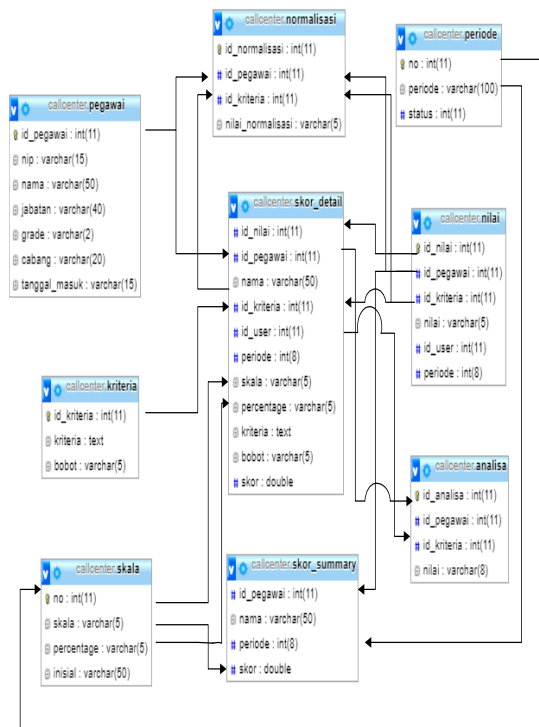 callcenter.normalisasi
id_normalisasi : int(11)
id_pegawai : int(11)
id_kriteria : int(11)
nilai_normalisasi : varchar(5)
callcenter.periode
no : int(11)
periode : varchar(100)
status : int(11)
callcenter.pegawai
id_pegawai : int(11)
nip : varchar(15)
nama : varchar(50)
jabatan : varchar(40)
grade : varchar(2)
cabang : varchar(20)
tanggal_masuk : varchar(15)
callcenter.skor_detail
id_nilai : int(11)
id_pegawai : int(11)
nama : varchar(50)
id_kriteria : int(11)
id_user : int(11)
periode : int(8)
skala : varchar(5)
percentage : varchar(5)
kriteria : text
bobot : varchar(5)
skor : double
callcenter.nilai
id_nilai : int(11)
id_pegawai : int(11)
id_kriteria : int(11)
nilai : varchar(5)
id_user : int(11)
periode : int(8)
callcenter.kriteria
id_kriteria : int(11)
kriteria : text
bobot : varchar(5)
callcenter.analisa
id_analisa : int(11)
id_pegawai : int(11)
id_kriteria : int(11)
nilai : varchar(8)
callcenter.skala
no : int(11)
skala : varchar(5)
percentage : varchar(5)
inisial : varchar(50)
callcenter.skor_summary
id_pegawai : int(11)
nama : varchar(50)
periode : int(8)
skor : double